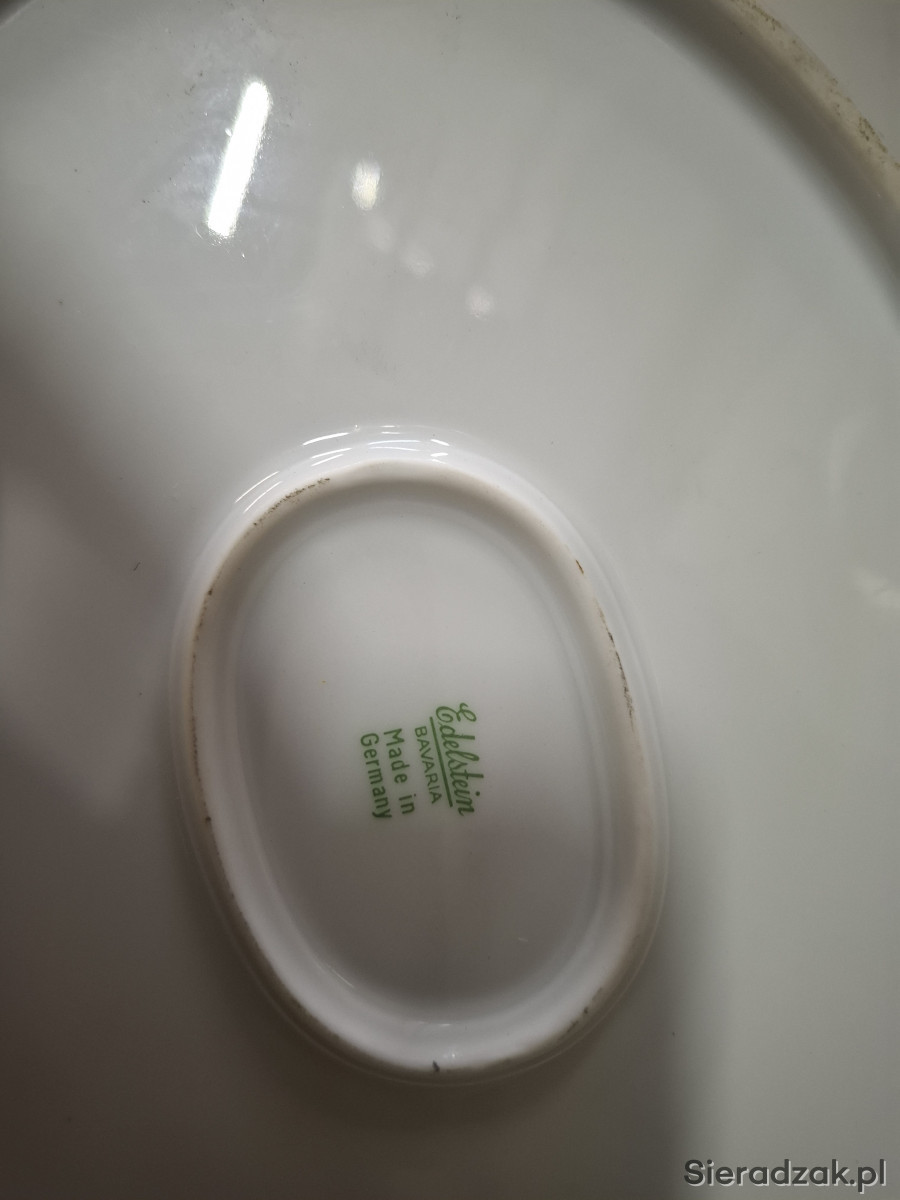 Edelstein
BAVARIA
Made in
Germany
Sieradzak.pl